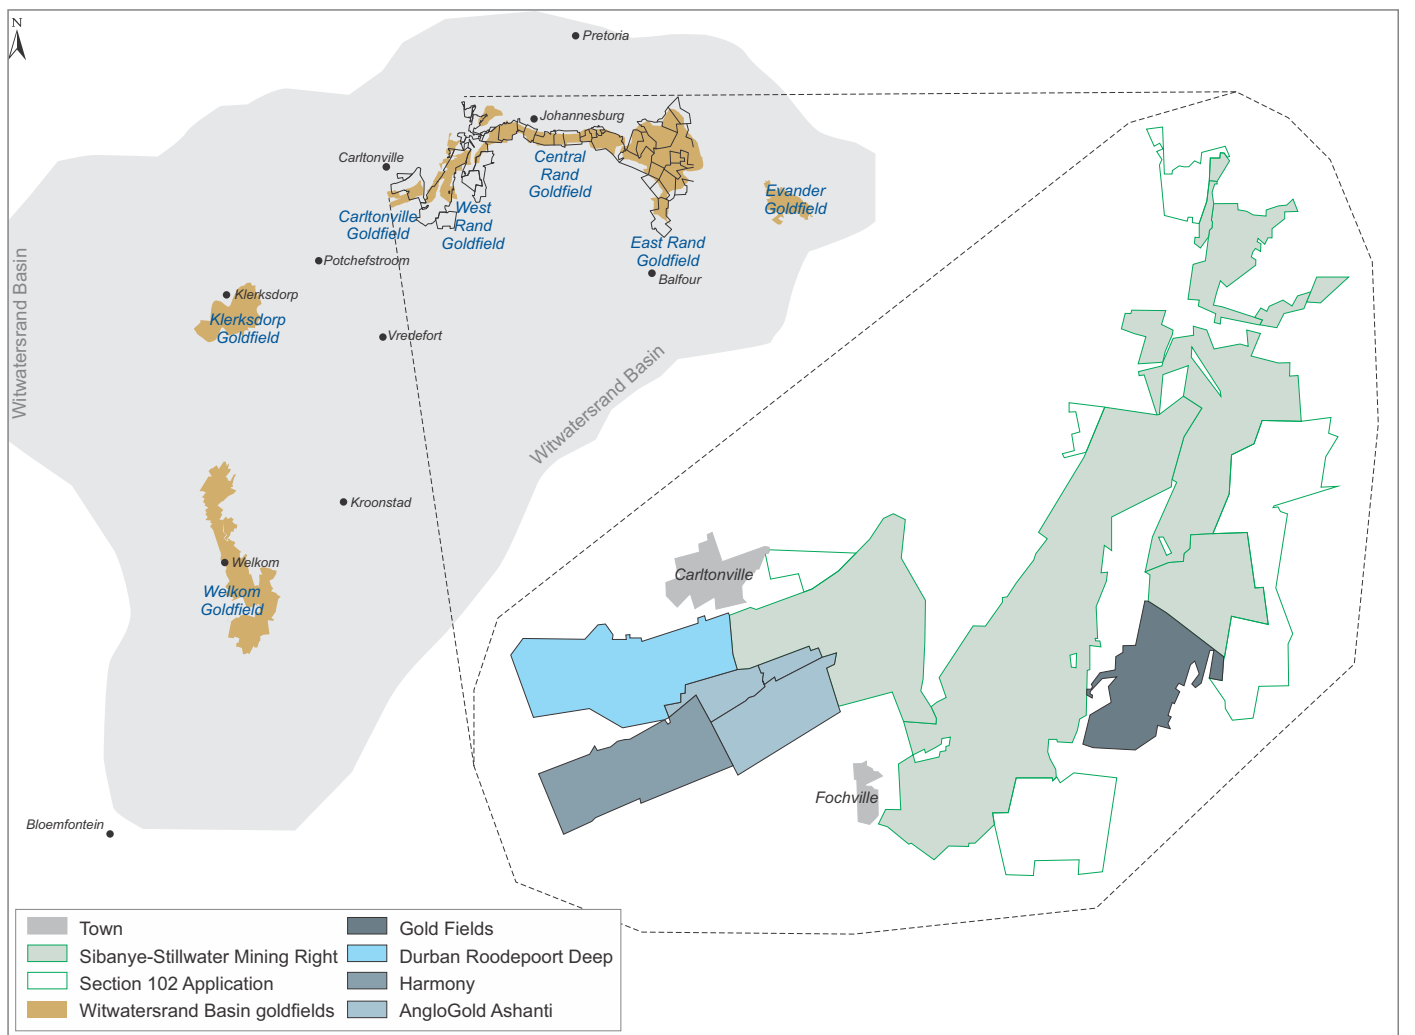 N
Pretoria
Johannesburg
Carltonville
Central
Rand
Goldfield
Evander
Goldfield
Carltonville
Goldfield
West
Rand
Goldfield
East Rand
Goldfield
Balfour
Potchefstroom
Klerksdorp
Klerksdorp
Goldfield
Vredefort
Witwatersrand Basin
Witwatersrand Basin
Kroonstad
Welkom
Welkom
Goldfield
Carltonville
Fochville
Bloemfontein
Town
Sibanye-Stillwater Mining Right
Section 102 Application
Witwatersrand Basin goldfields
Gold Fields
Durban Roodepoort Deep
Harmony
AngloGold Ashanti